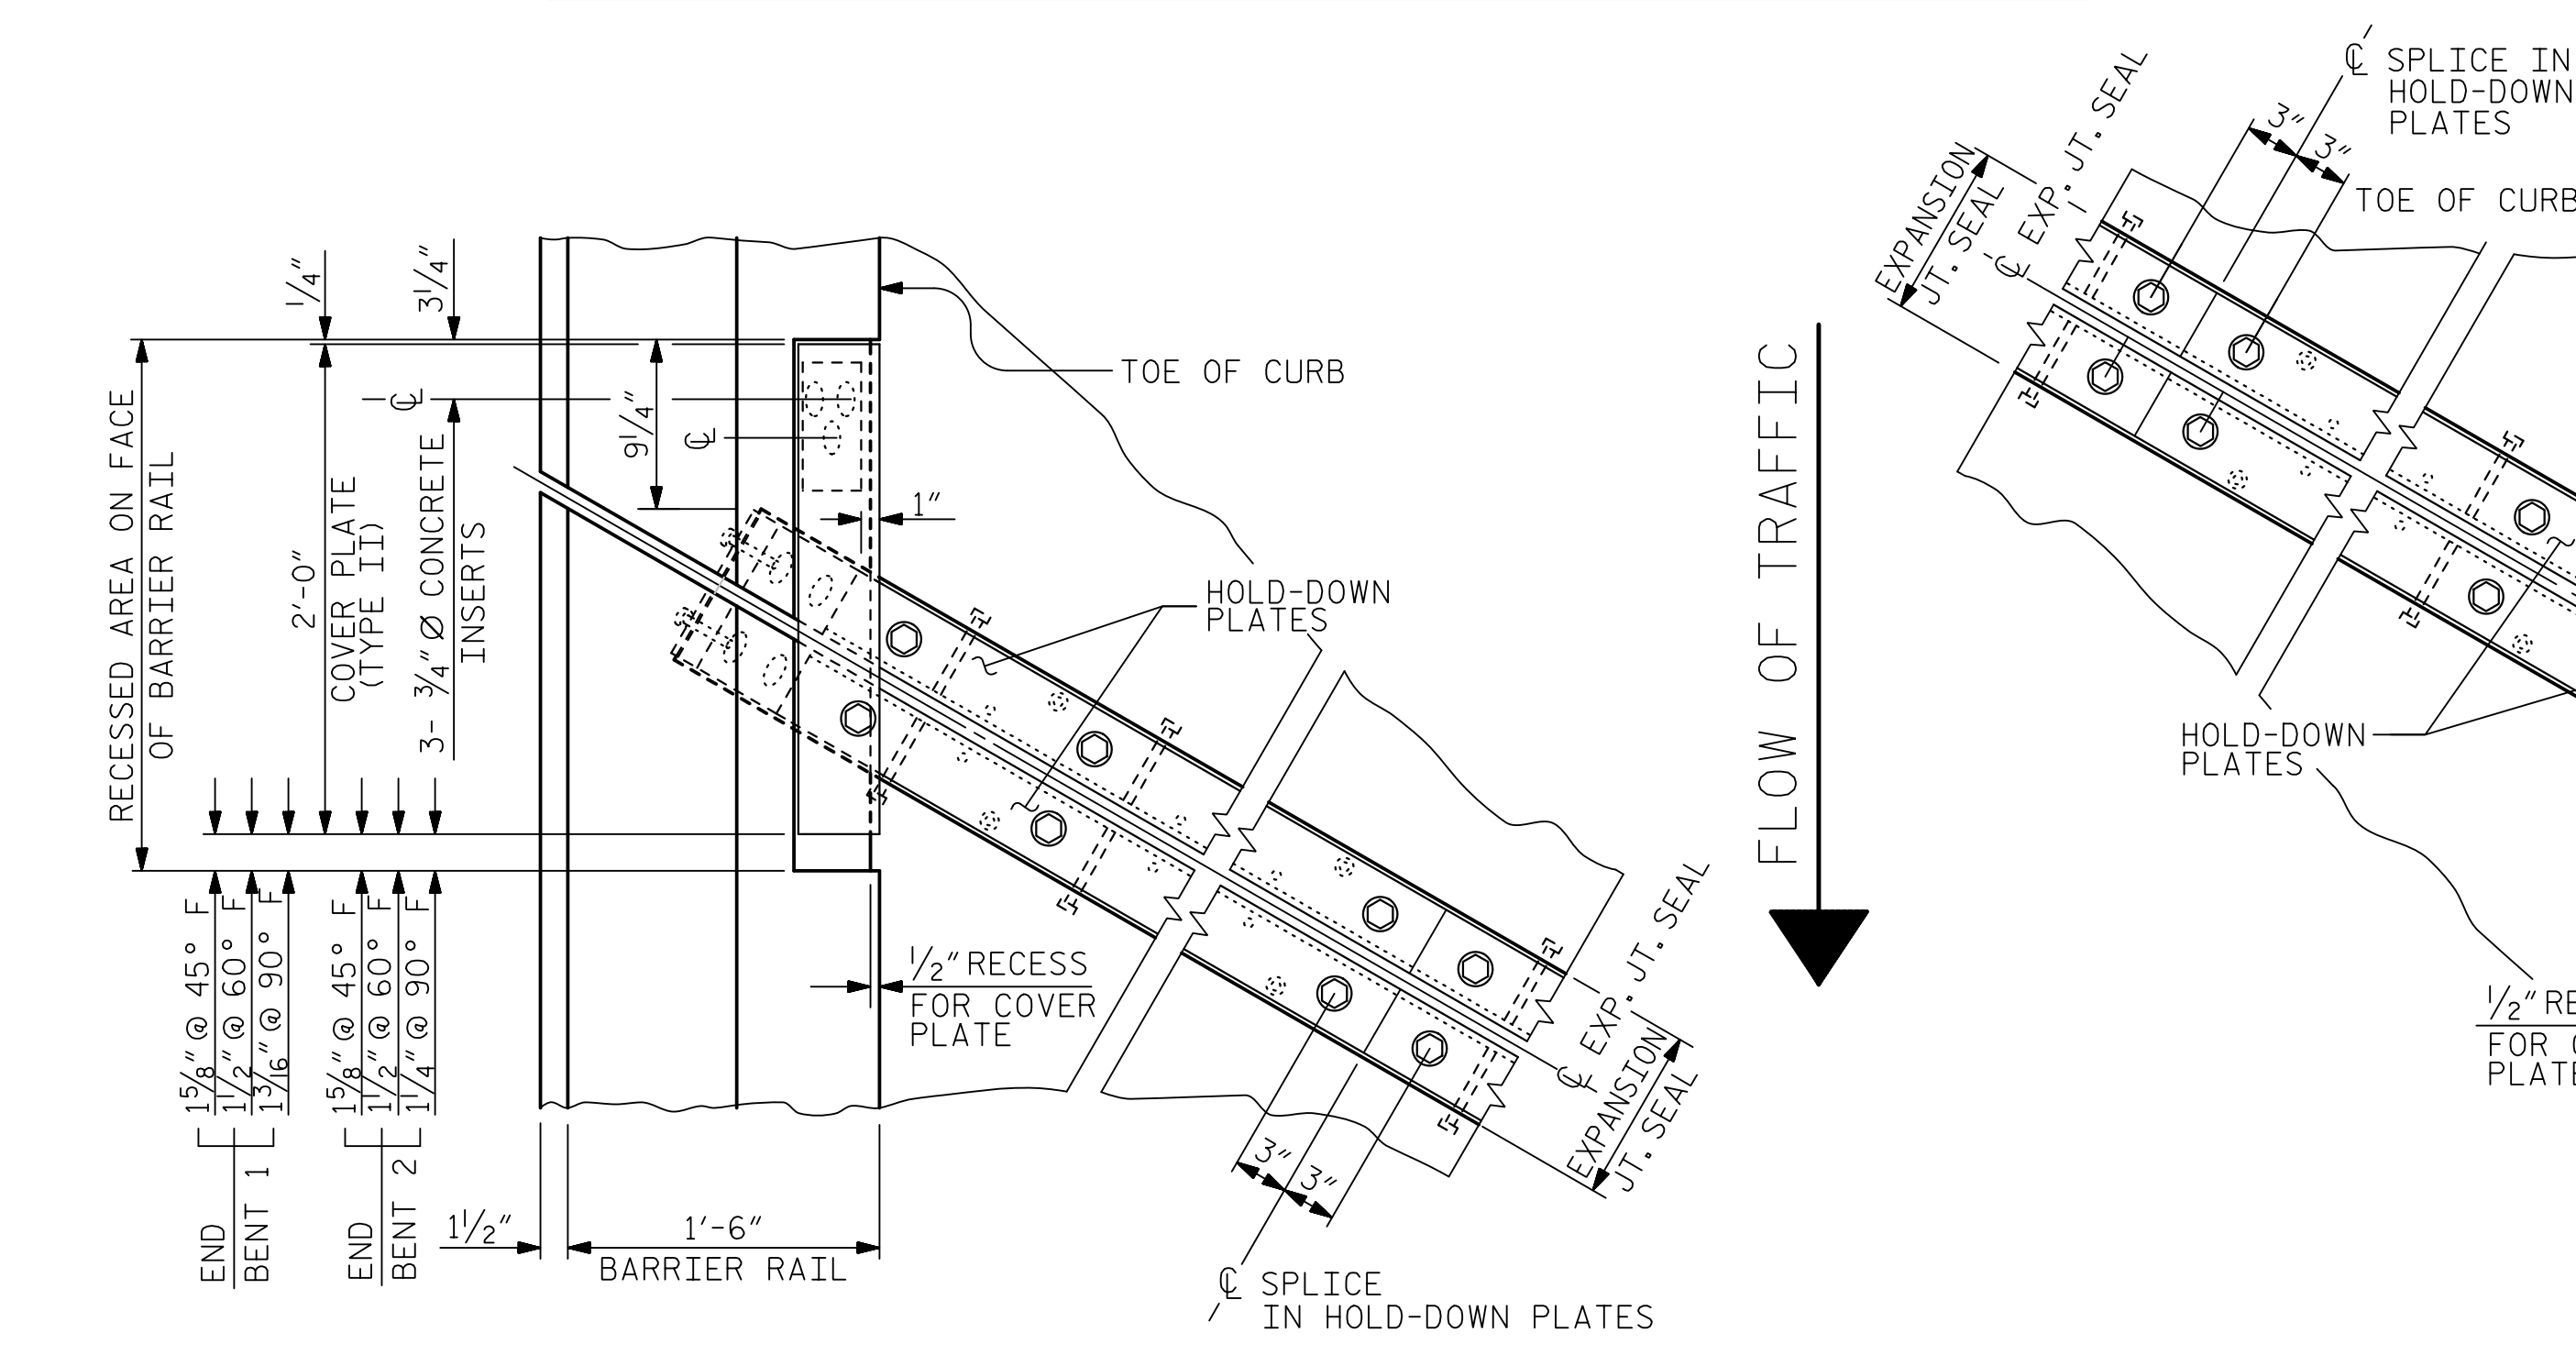 RECESSED AREA ON FACE
OF BARRIER RAIL
1/4"
2'-0"
COVER PLATE
(TYPE II)
3 1/4"
℄
3- 3/4" Ø CONCRETE
INSERTS
9 1/4"
℄
1"
TOE OF CURB
HOLD-DOWN
PLATES
1/2" RECESS
FOR COVER
PLATE
1 5/8" @ 45° F
1 1/2" @ 60° F
1 3/16" @ 90° F
END
BENT 1
1 5/8" @ 45° F
1 1/2" @ 60° F
1 1/4" @ 90° F
END
BENT 2
1 1/2"
1'-6"
BARRIER RAIL
℄ EXP. JT. SEAL
EXPANSION
JT. SEAL
3"
3"
℄ SPLICE
IN HOLD-DOWN PLATES
FLOW OF TRAFFIC
EXPANSION
JT. SEAL
℄ EXP. JT. SEAL
3"
3"
℄ SPLICE IN
HOLD-DOWN
PLATES
TOE OF CURB
HOLD-DOWN
PLATES
1/2" RE
FOR
PLATE